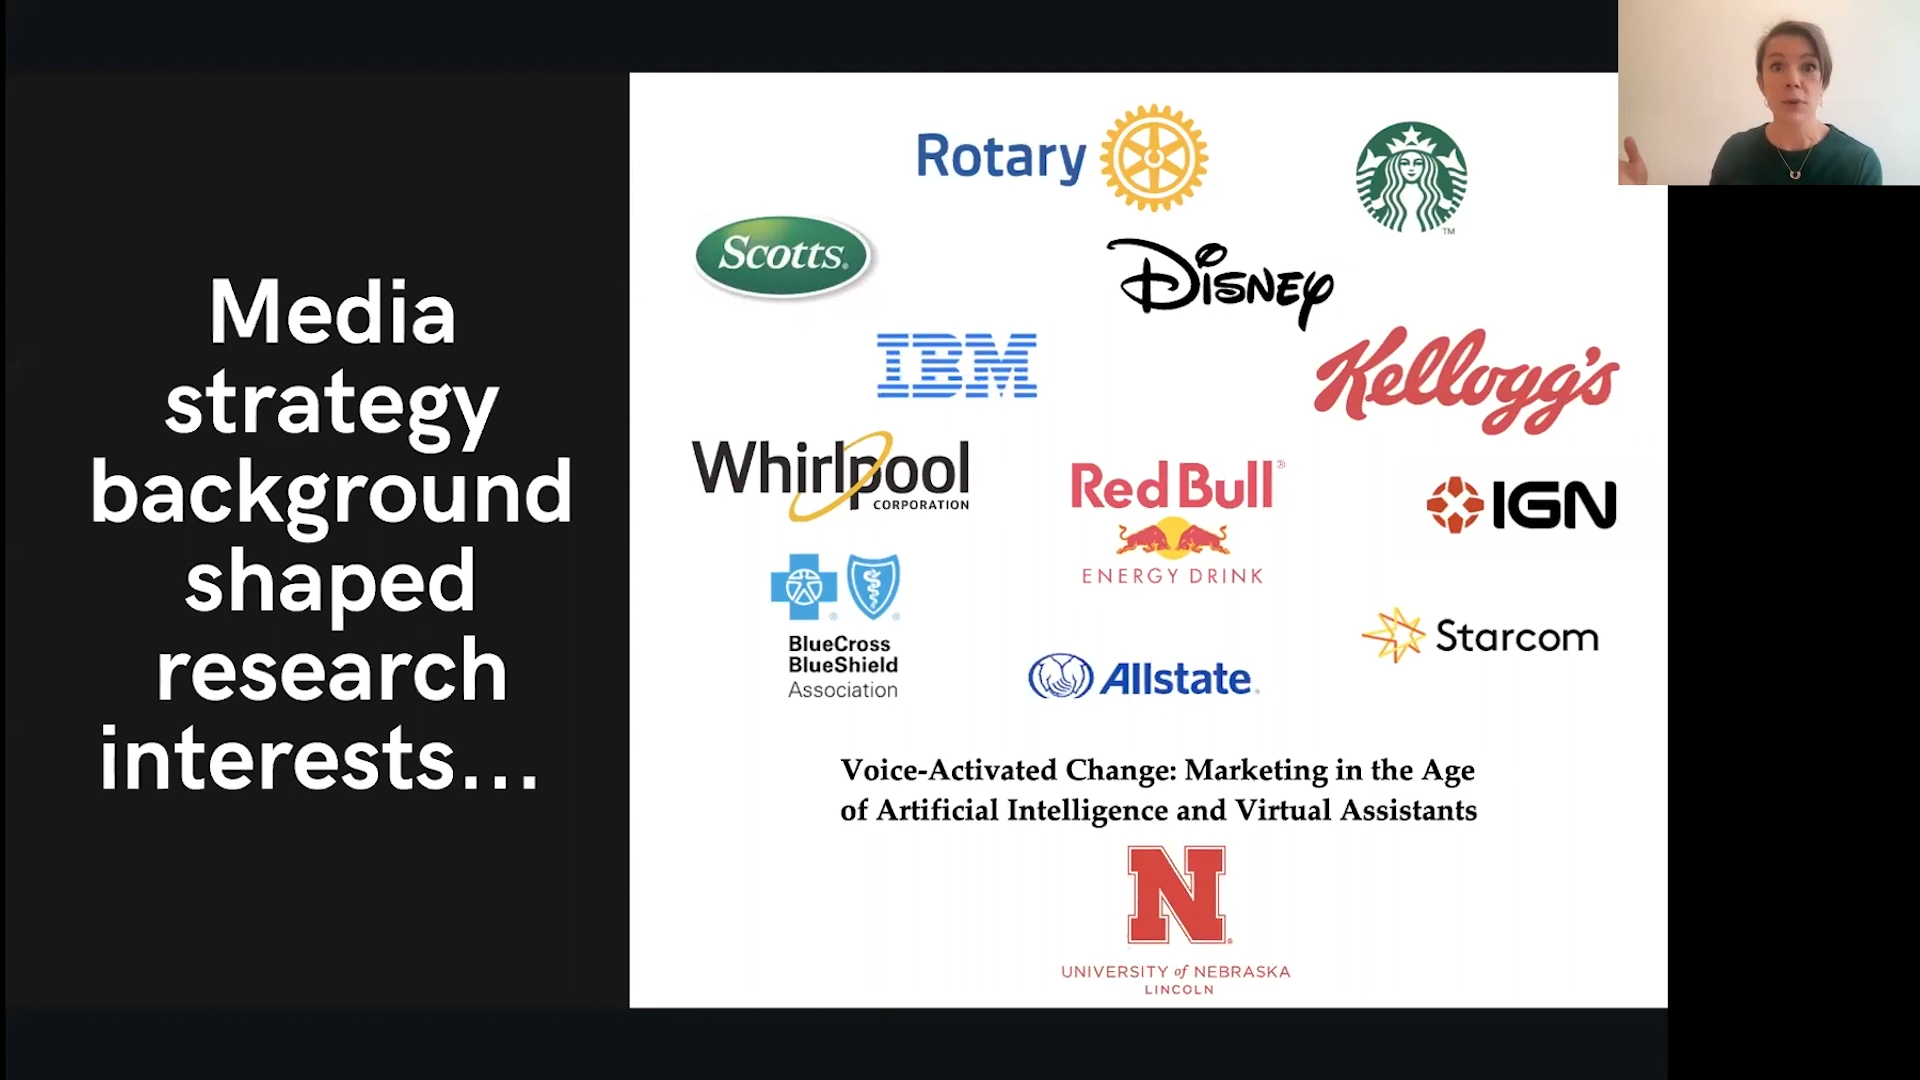 Media
strategy
background
shaped
research
interests...
Rotary
Scotts
Disney
IBM
Kellogg's
Whirlpool
CORPORATION
Red Bull
ENERGY DRINK
IGN
BlueCross
BlueShield
Association
Allstate
Starcom
Voice-Activated Change: Marketing in the Age
of Artificial Intelligence and Virtual Assistants
N
UNIVERSITY of NEBRASKA
LINCOLN